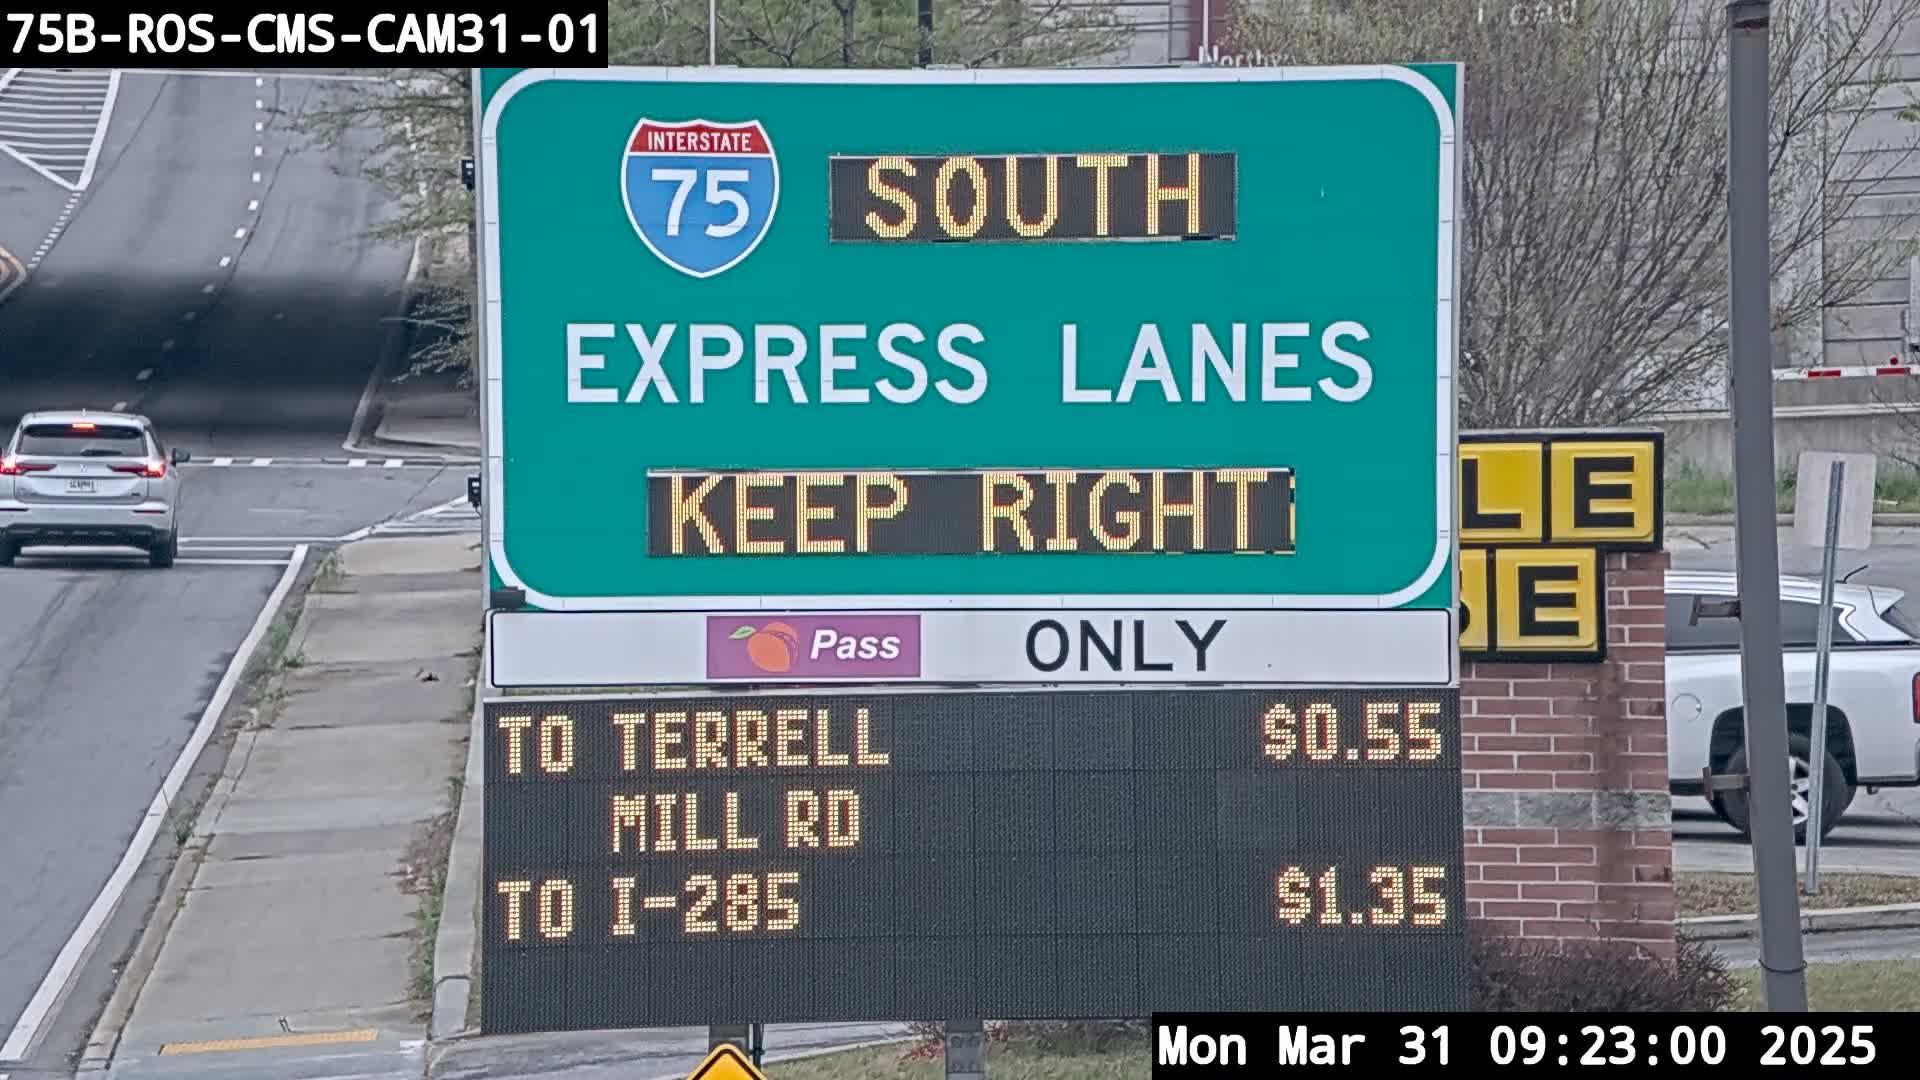 75B-ROS-CMS-CAM31-01
INTERSTATE
75
SOUTH
EXPRESS LANES
KEEP RIGHT
Pass ONLY
TO TERRELL $0.55
MILL RD
TO I-285 $1.35
LE
E
Mon Mar 31 09:23:00 2025